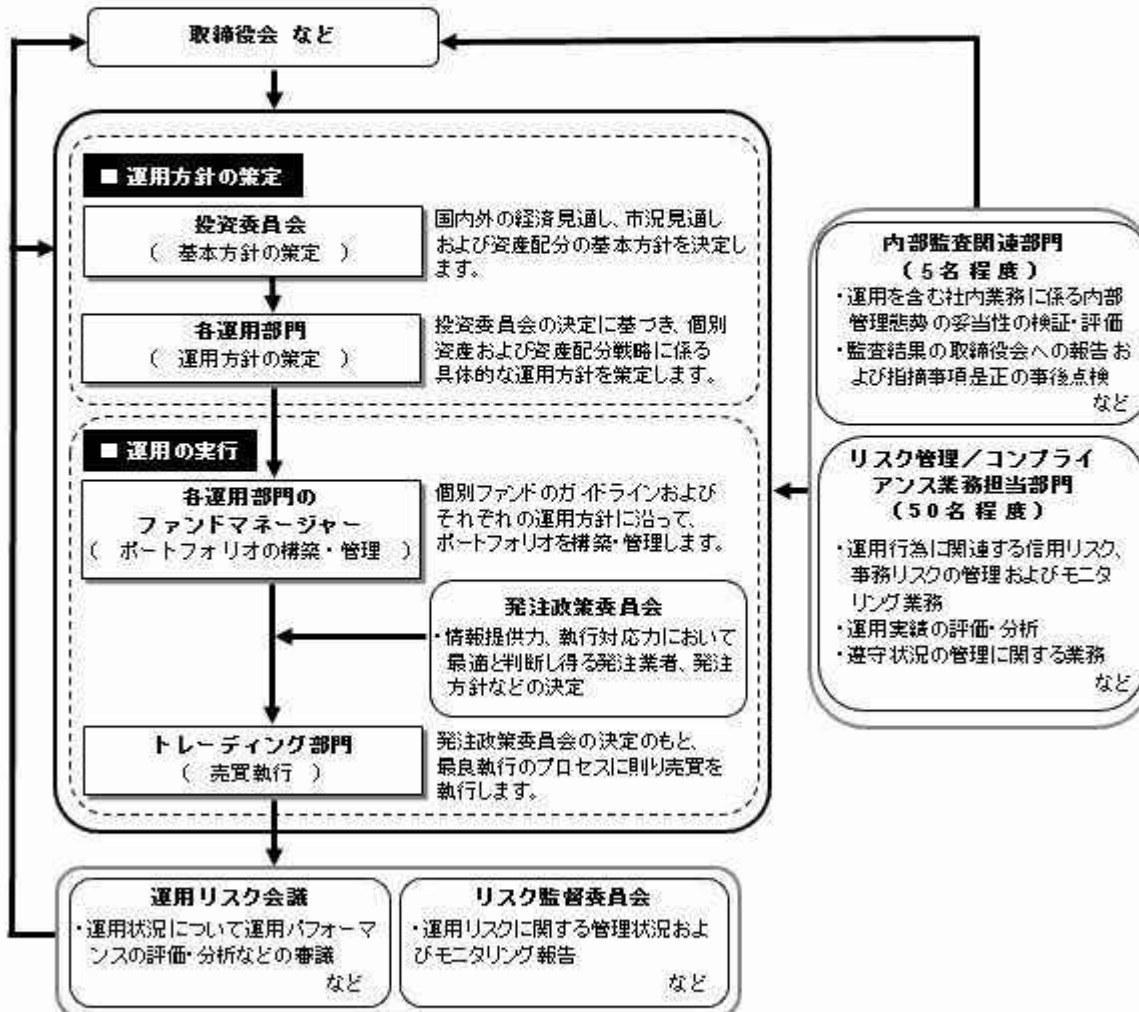 取締役会 など
■ 運用方針の策定
投資委員会
( 基本方針の策定 )
国内外の経済見通し、市況見通し
および資産配分の基本方針を決定し
ます。
各運用部門
( 運用方針の策定 )
投資委員会の決定に基づき、個別
資産および資産配分戦略に係る
具体的な運用方針を策定します。
■ 運用の実行
各運用部門の
ファンドマネージャー
( ポートフォリオの構築・管理 )
個別ファンドのガイドラインおよび
それぞれの運用方針に沿って、
ポートフォリオを構築・管理します。
発注政策委員会
・情報提供力、執行対応力において
最適と判断し得る発注業者、発注
方針などの決定
トレーディング部門
( 売買執行 )
発注政策委員会の決定のもと、
最良執行のプロセスに則り売買を
執行します。
運用リスク会議
・運用状況について運用パフォーマ
ンスの評価・分析などの審議
など
リスク監督委員会
・運用リスクに関する管理状況およ
びモニタリング報告
など
内部監査関連部門
(5名程度)
・運用を含む社内業務に係る内部
管理態勢の妥当性の検証・評価
・監査結果の取締役会への報告お
よび指摘事項是正の事後点検
など
リスク管理/コンプライ
アンス業務担当部門
(50名程度)
・運用行為に関連する信用リスク、
事務リスクの管理およびモニタ
リング業務
・運用実績の評価・分析
・遵守状況の管理に関する業務
など